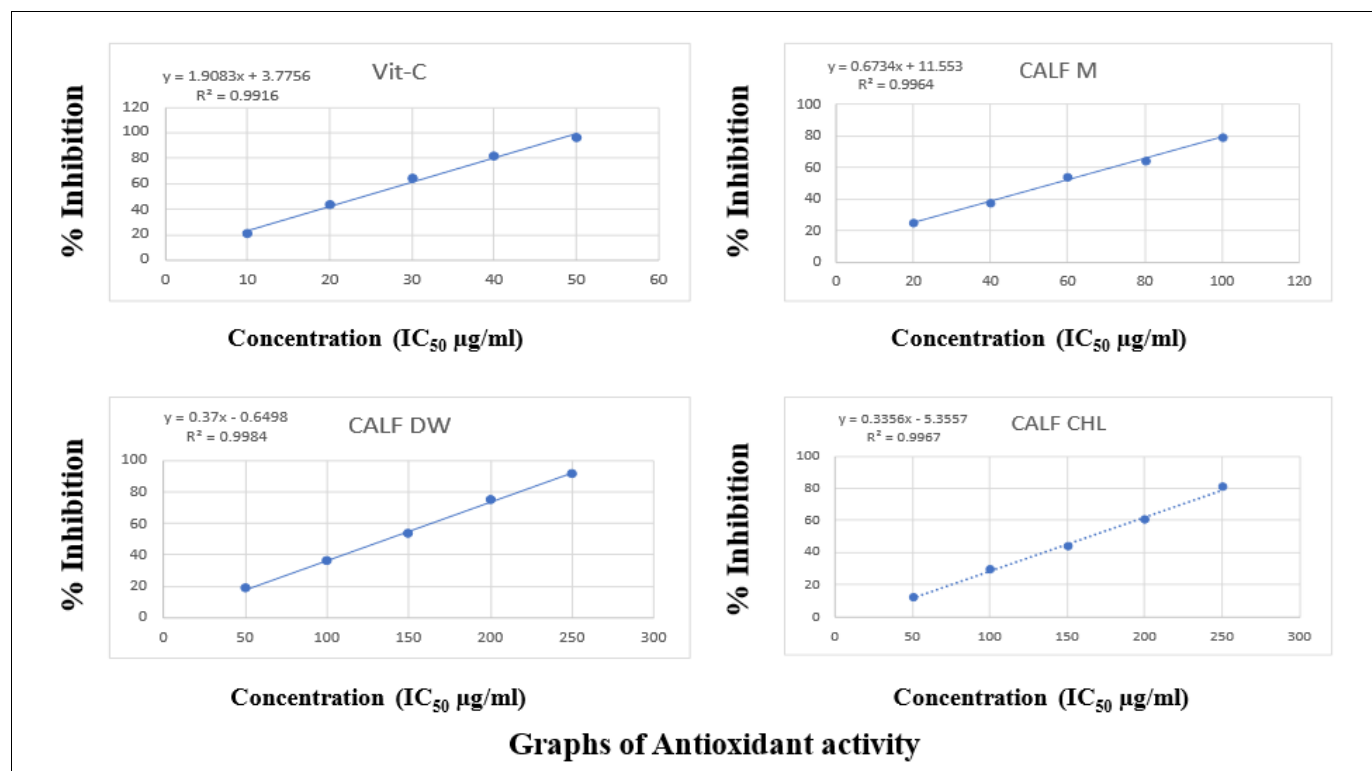 y = 1.9083x + 3.7756
R² = 0.9916
Vit-C
% Inhibition
120
100
80
60
40
20
0
0 10 20 30 40 50 60
Concentration (IC₅₀ µg/ml)
y = 0.6734x + 11.553
R² = 0.9964
CALF M
% Inhibition
100
80
60
40
20
0
0 20 40 60 80 100 120
Concentration (IC₅₀ µg/ml)
y = 0.37x - 0.6498
R² = 0.9984
CALF DW
% Inhibition
100
80
60
40
20
0
0 50 100 150 200 250 300
Concentration (IC₅₀ µg/ml)
y = 0.3356x - 5.3557
R² = 0.9967
CALF CHL
% Inhibition
100
80
60
40
20
0
0 50 100 150 200 250 300
Concentration (IC₅₀ µg/ml)
Graphs of Antioxidant activity